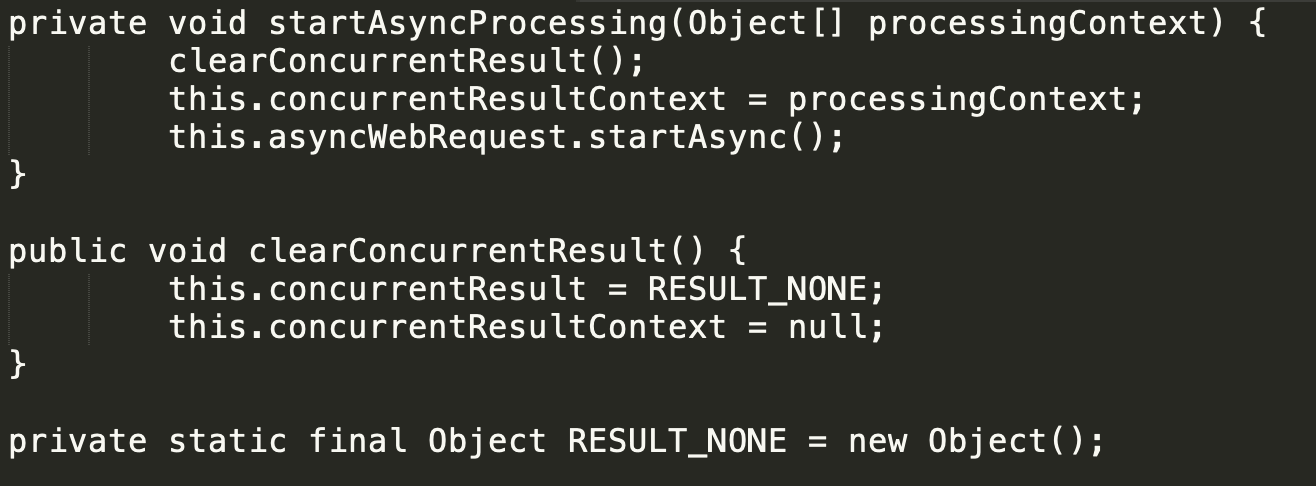 private void startAsyncProcessing(Object[] processingContext) {
        clearConcurrentResult();
        this.concurrentResultContext = processingContext;
        this.asyncWebRequest.startAsync();
}

public void clearConcurrentResult() {
        this.concurrentResult = RESULT_NONE;
        this.concurrentResultContext = null;
}

private static final Object RESULT_NONE = new Object();